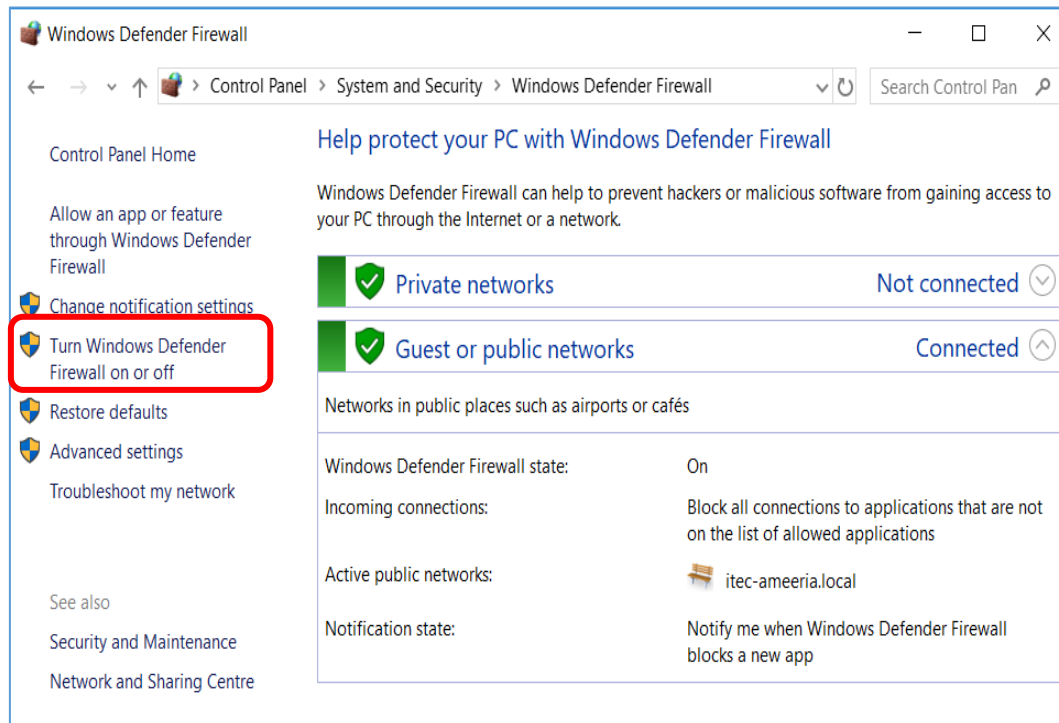 Windows Defender Firewall
Control Panel > System and Security > Windows Defender Firewall
Search Control Pan
Control Panel Home
Allow an app or feature
through Windows Defender
Firewall
Change notification settings
Turn Windows Defender
Firewall on or off
Restore defaults
Advanced settings
Troubleshoot my network
See also
Security and Maintenance
Network and Sharing Centre
Help protect your PC with Windows Defender Firewall
Windows Defender Firewall can help to prevent hackers or malicious software from gaining access to
your PC through the Internet or a network.
Private networks Not connected
Guest or public networks Connected
Networks in public places such as airports or cafés
Windows Defender Firewall state: On
Incoming connections: Block all connections to applications that are not
on the list of allowed applications
Active public networks: itec-ameeria.local
Notification state: Notify me when Windows Defender Firewall
blocks a new app